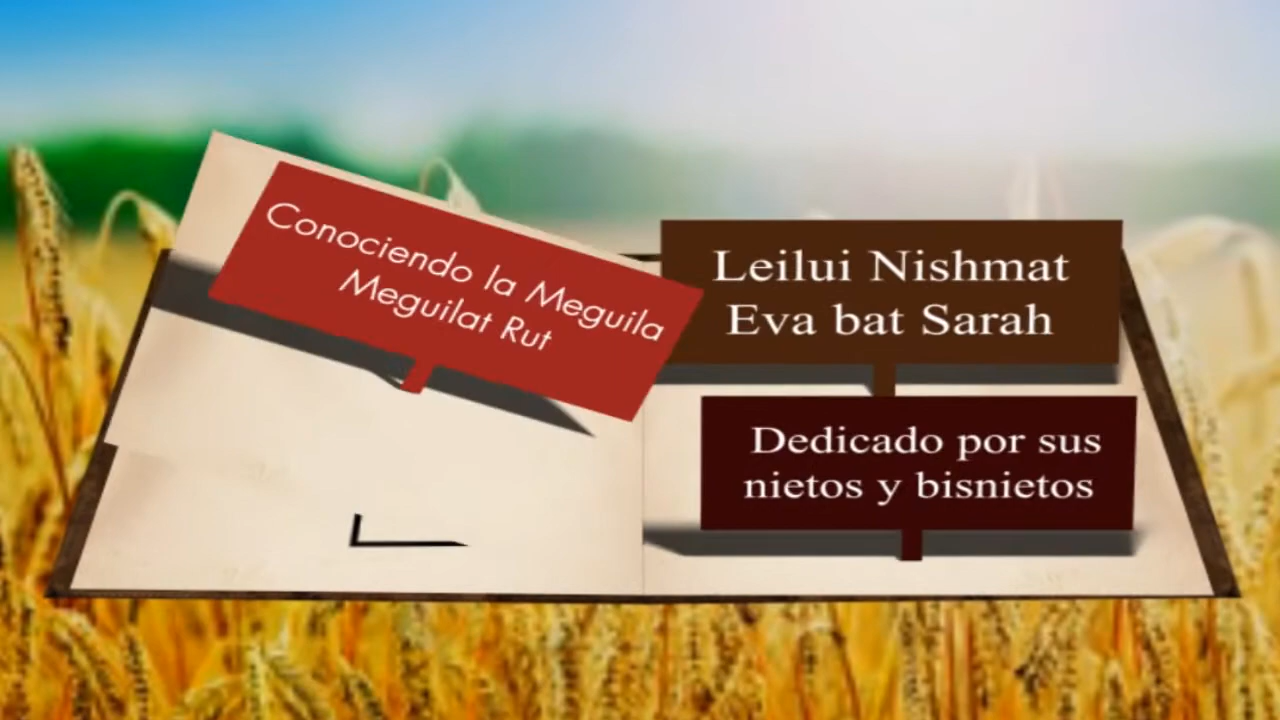 Conociendo la Meguila
Meguilat Rut
Leilui Nishmat
Eva bat Sarah
Dedicado por sus
nietos y bisnietos